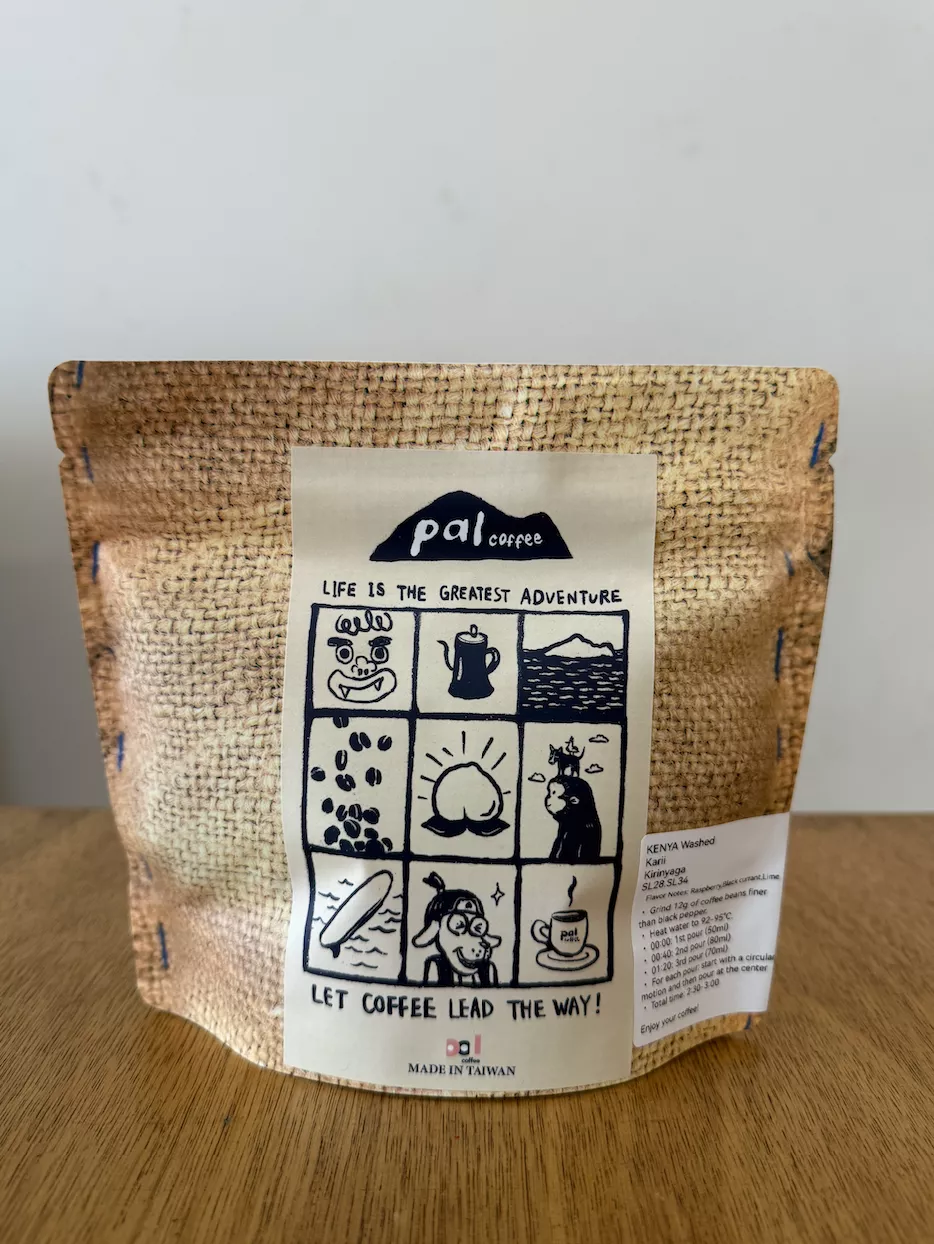 pal coffee
LIFE IS THE GREATEST ADVENTURE
pal
LET COFFEE LEAD THE WAY!
pal
coffee
MADE IN TAIWAN
KENYA Washed
Karii
Kirinyaga
SL28.SL34
Flavor Notes: Raspberry,Black currant,Lime
• Grind 12g of coffee beans finer
than black pepper.
• Heat water to 92-95°C
• 00:00: 1st pour (50ml)
• 00:40: 2nd pour (80ml)
• 01:20: 3rd pour (70ml)
• For each pour: start with a circular
motion and then pour at the center
• Total time: 2:30-3:00
Enjoy your coffee!